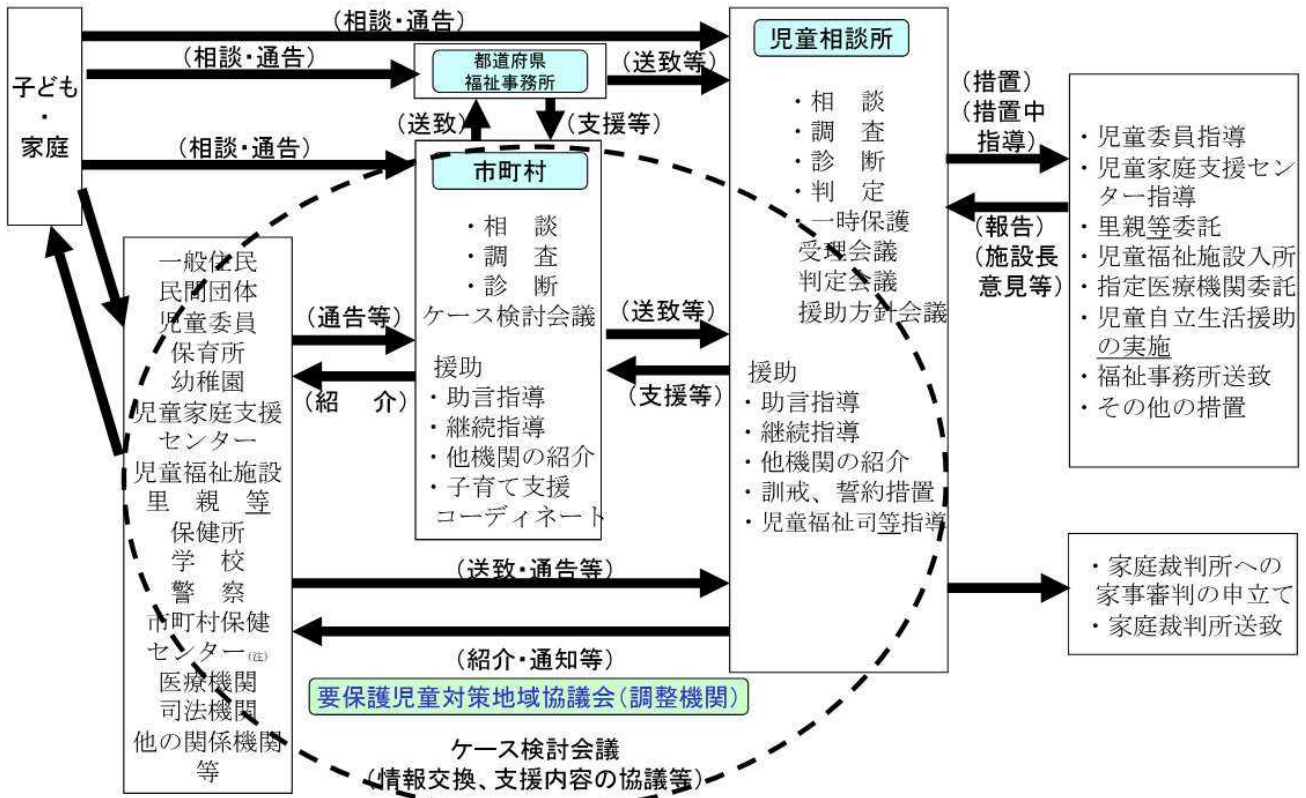 (相談・通告)
(相談・通告)
(相談・通告)
子ども
・
家庭
都道府県
福祉事務所
(送致等)
(送致)
(支援等)
市町村
・相 談
・調 査
・診 断
ケース検討会議
援助
・助言指導
・継続指導
・他機関の紹介
・子育て支援
コーディネート
一般住民
民間団体
児童委員
保育所
幼稚園
児童家庭支援
センター
児童福祉施設
里 親 等
保健所
学 校
警 察
市町村保健
センター(注)
医療機関
司法機関
他の関係機関
等
(通告等)
(紹 介)
(送致等)
(支援等)
(送致・通告等)
(紹介・通知等)
児童相談所
・相 談
・調 査
・診 断
・判 定
・一時保護
受理会議
判定会議
援助方針会議
援助
・助言指導
・継続指導
・他機関の紹介
・訓戒、誓約措置
・児童福祉司等指導
(措置)
(措置中
指導)
(報告)
(施設長
意見等)
・児童委員指導
・児童家庭支援セン
ター指導
・里親等委託
・児童福祉施設入所
・指定医療機関委託
・児童自立生活援助
の実施
・福祉事務所送致
・その他の措置
・家庭裁判所への
家事審判の申立て
・家庭裁判所送致
要保護児童対策地域協議会(調整機関)
ケース検討会議
(情報交換、支援内容の協議等)